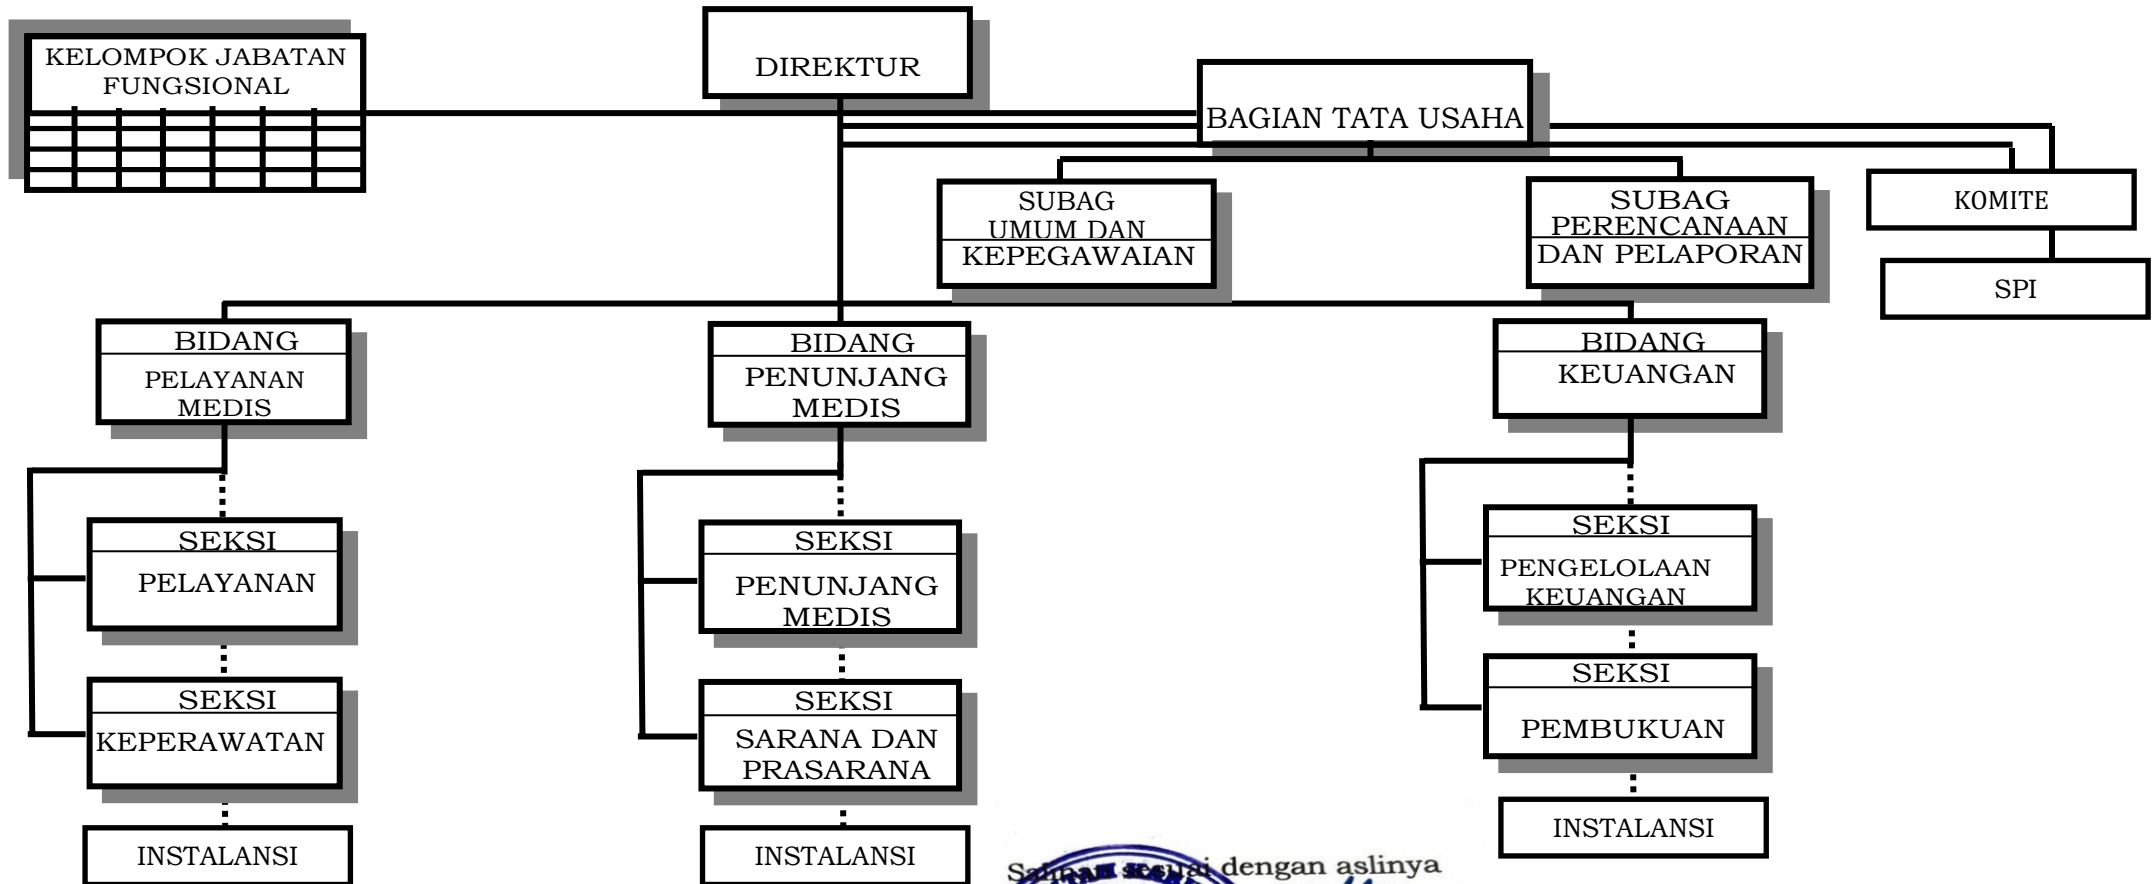 KELOMPOK JABATAN
FUNGSIONAL
DIREKTUR
BAGIAN TATA USAHA
SUBAG
UMUM DAN
KEPEGAWAIAN
SUBAG
PERENCANAAN
DAN PELAPORAN
KOMITE
SPI
BIDANG
PELAYANAN
MEDIS
BIDANG
PENUNJANG
MEDIS
BIDANG
KEUANGAN
SEKSI
PELAYANAN
SEKSI
PENUNJANG
MEDIS
SEKSI
PENGELOLAAN
KEUANGAN
SEKSI
KEPERAWATAN
SEKSI
SARANA DAN
PRASARANA
SEKSI
PEMBUKUAN
INSTALANSI
INSTALANSI
INSTALANSI
sesuai dengan aslinya